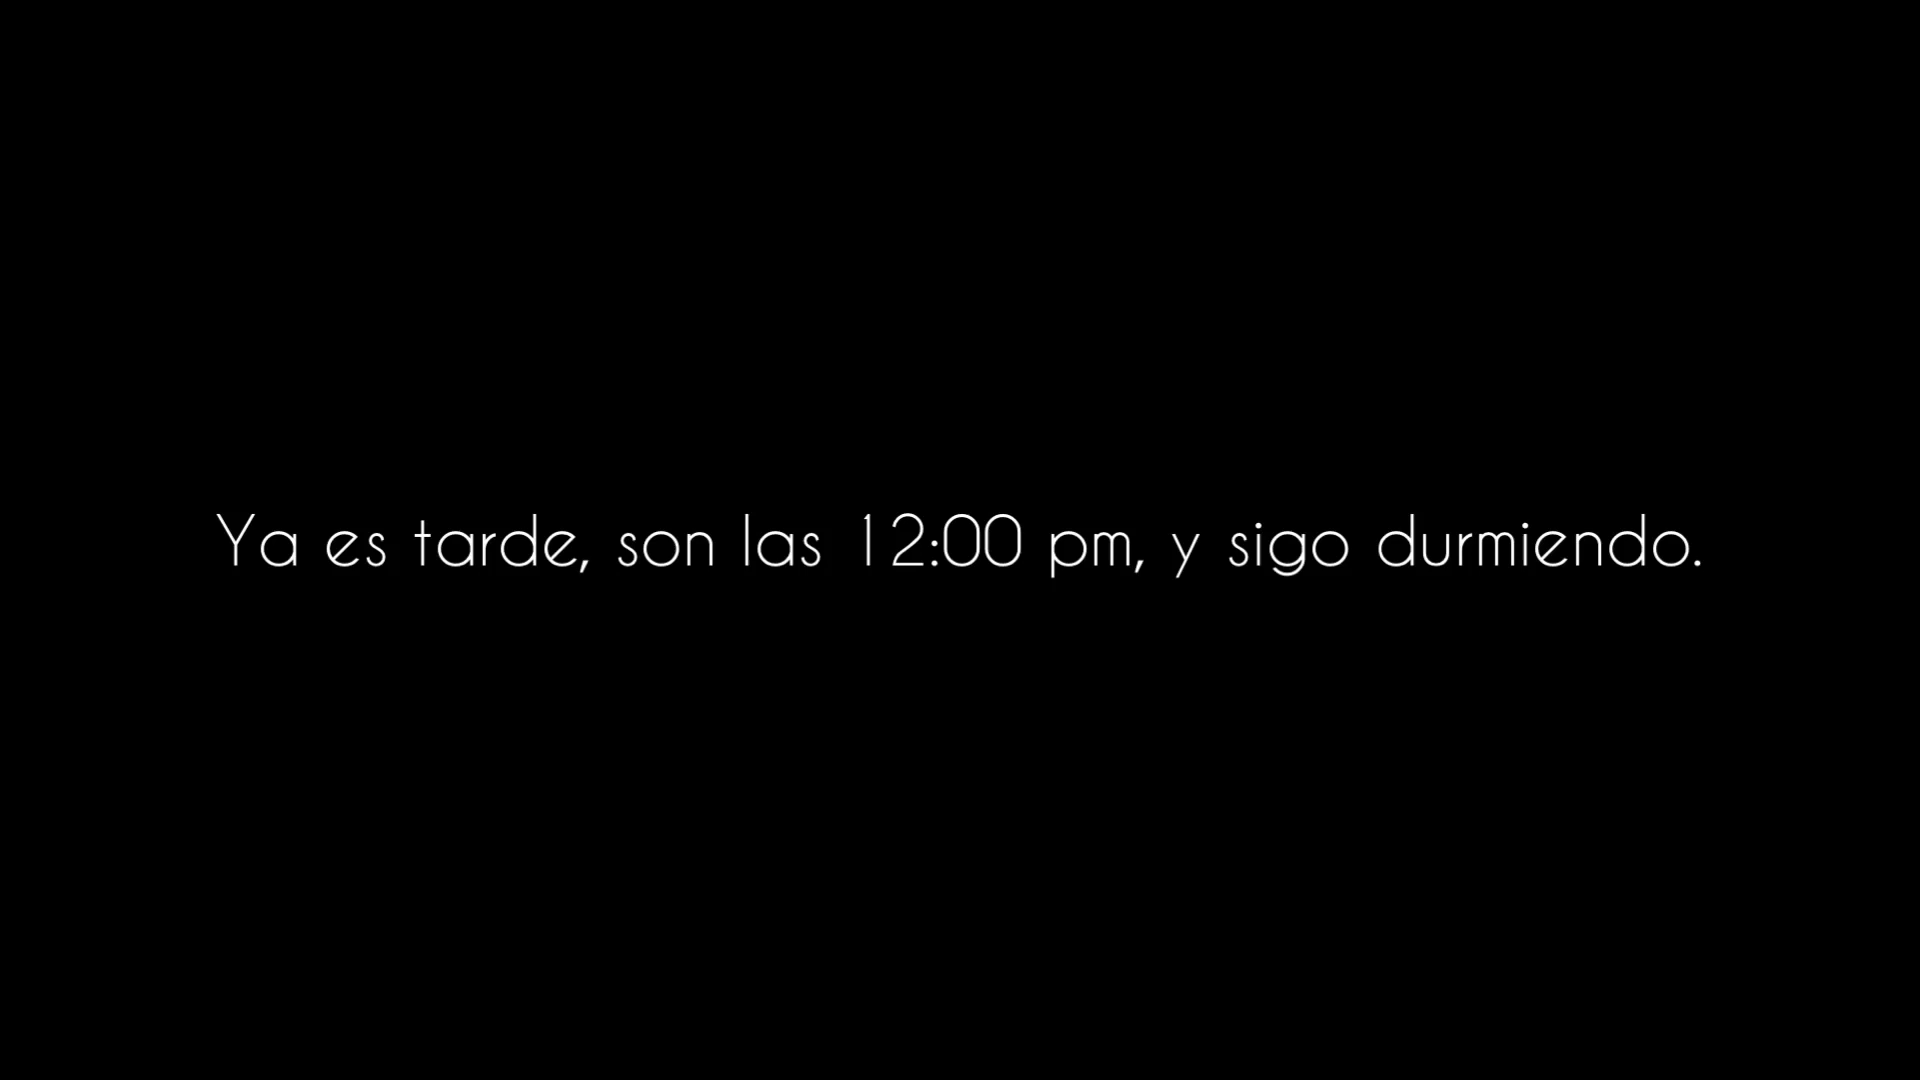 Ya es tarde, son las 12:00 pm, y sigo durmiendo.